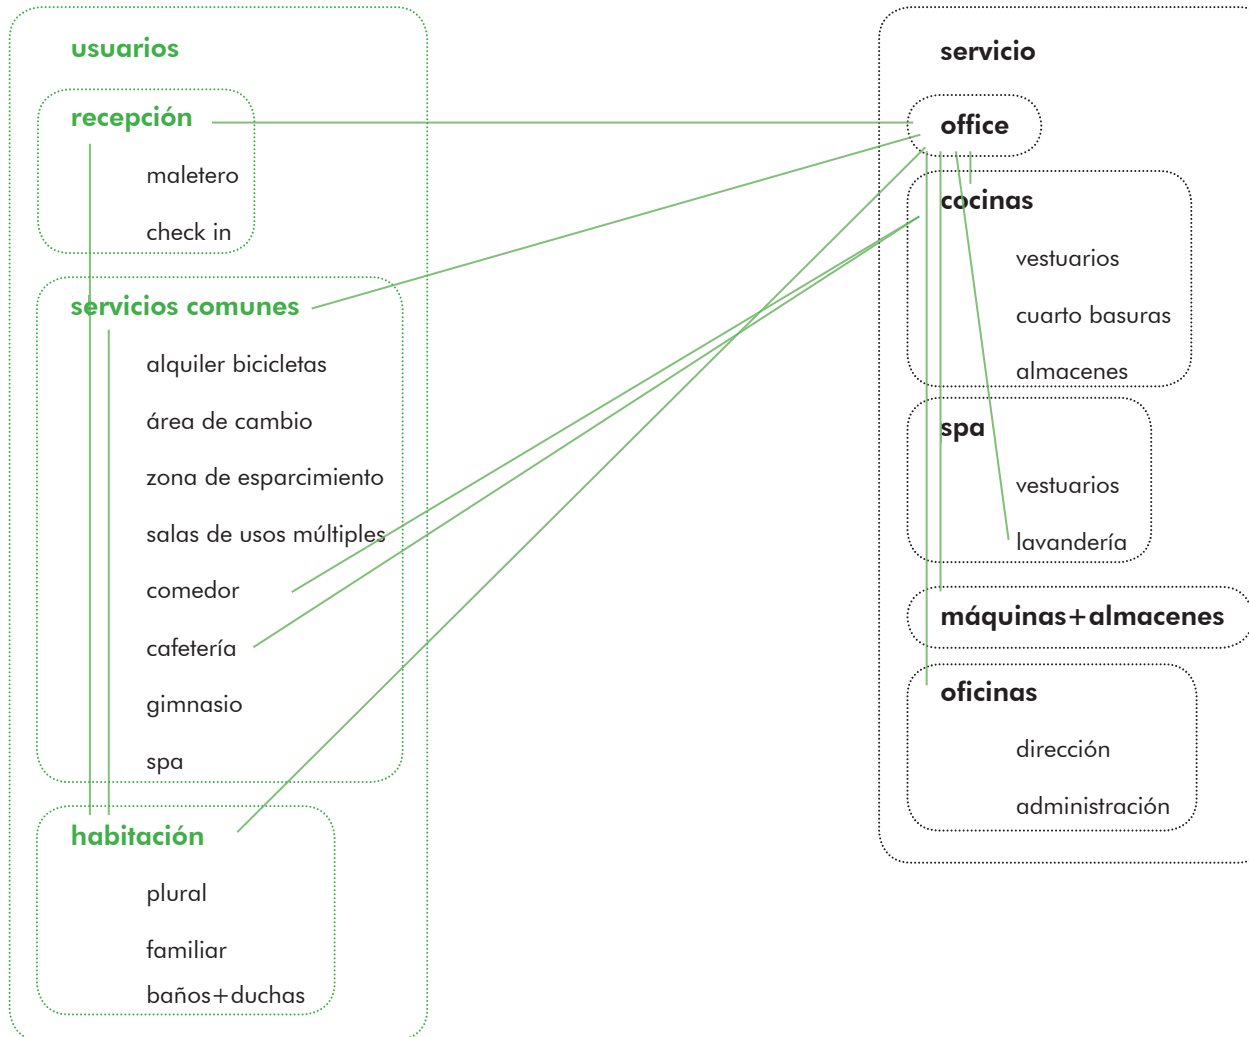 usuarios
recepción
maletero
check in
servicios comunes
alquiler bicicletas
área de cambio
zona de esparcimiento
salas de usos múltiples
comedor
cafetería
gimnasio
spa
habitación
plural
familiar
baños+duchas
servicio
office
cocinas
vestuarios
cuarto basuras
almacenes
spa
vestuarios
lavandería
máquinas+almacenes
oficinas
dirección
administración